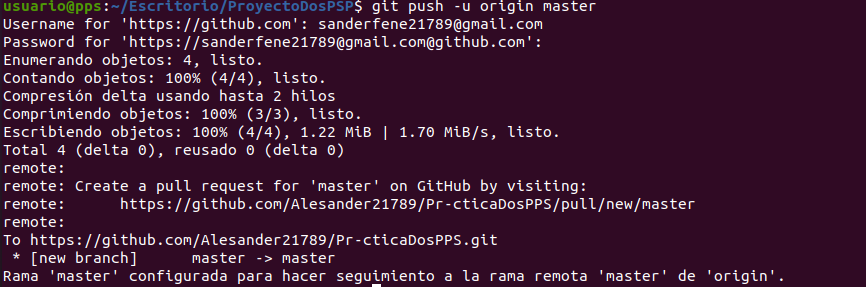 usuario@pps:~/Escritorio/ProyectoDosPSP$ git push -u origin master
Username for 'https://github.com': sanderfene21789@gmail.com
Password for 'https://sanderfene21789@gmail.com@github.com':
Enumerando objetos: 4, listo.
Contando objetos: 100% (4/4), listo.
Compresión delta usando hasta 2 hilos
Comprimiendo objetos: 100% (3/3), listo.
Escribiendo objetos: 100% (4/4), 1.22 MiB | 1.70 MiB/s, listo.
Total 4 (delta 0), reusado 0 (delta 0)
remote:
remote: Create a pull request for 'master' on GitHub by visiting:
remote:      https://github.com/Alesander21789/Pr-cticaDosPPS/pull/new/master
remote:
To https://github.com/Alesander21789/Pr-cticaDosPPS.git
 * [new branch]      master -> master
Rama 'master' configurada para hacer seguimiento a la rama remota 'master' de 'origin'.